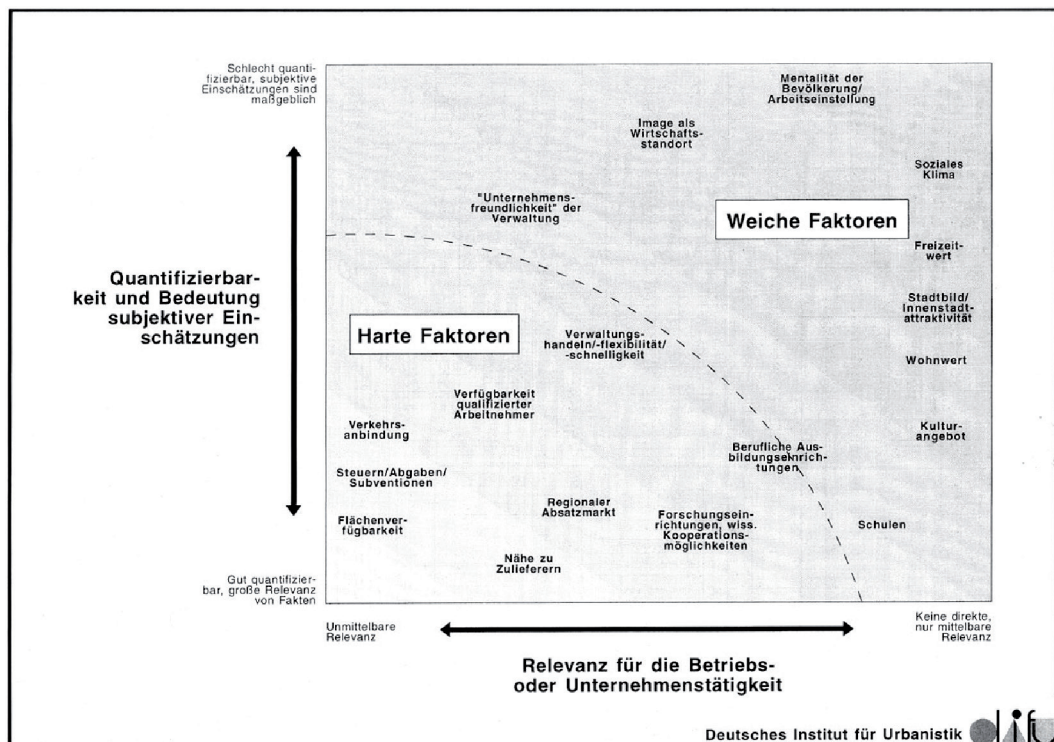 Schlecht quanti-
fizierbar, subjektive
Einschätzungen sind
maßgeblich
Mentalität der
Bevölkerung/
Arbeitseinstellung
Image als
Wirtschafts-
standort
Soziales
Klima
"Unternehmens-
freundlichkeit" der
Verwaltung
Weiche Faktoren
Freizeit-
wert
Quantifizierbar-
keit und Bedeutung
subjektiver Ein-
schätzungen
Stadtbild/
Innenstadt-
attraktivität
Harte Faktoren
Verwaltungs-
handeln/-flexibilität/
-schnelligkeit
Wohnwert
Verfügbarkeit
qualifizierter
Arbeitnehmer
Verkehrs-
anbindung
Kultur-
angebot
Berufliche Aus-
bildungseinrich-
tungen
Steuern/Abgaben/
Subventionen
Regionaler
Absatzmarkt
Forschungsein-
richtungen, wiss.
Kooperations-
möglichkeiten
Flächenver-
fügbarkeit
Schulen
Nähe zu
Zulieferern
Gut quantifizier-
bar, große Relevanz
von Fakten
Unmittelbare
Relevanz
Keine direkte,
nur mittelbare
Relevanz
Relevanz für die Betriebs-
oder Unternehmenstätigkeit
Deutsches Institut für Urbanistik
difu